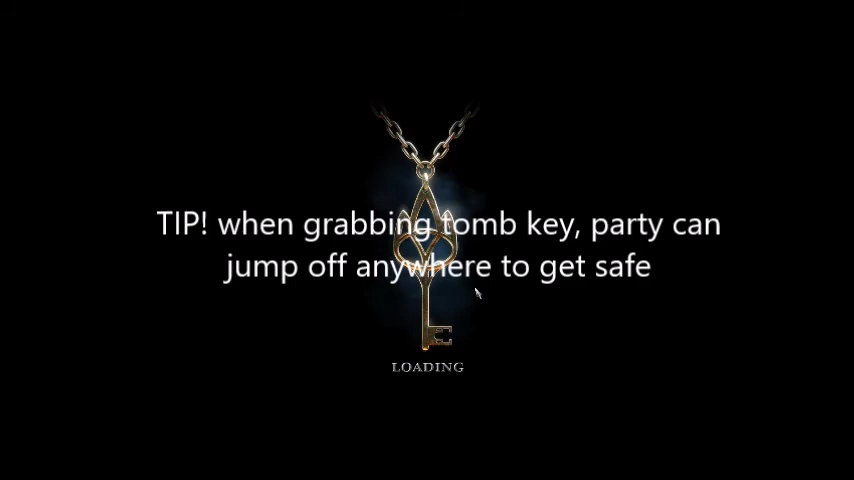 TIP! when grabbing tomb key, party can
jump off anywhere to get safe
LOADING